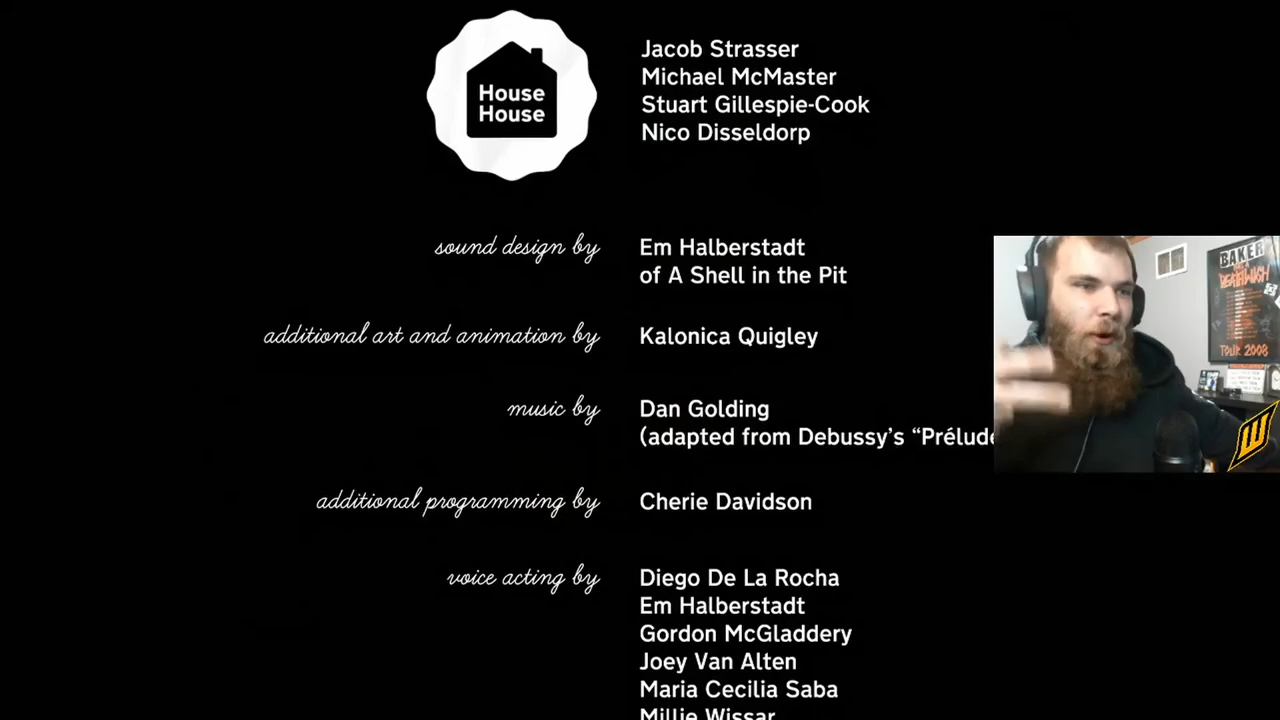 House
House
Jacob Strasser
Michael McMaster
Stuart Gillespie-Cook
Nico Disseldorp
sound design by
Em Halberstadt
of A Shell in the Pit
additional art and animation by
Kalonica Quigley
music by
Dan Golding
(adapted from Debussy's “Prélude
additional programming by
Cherie Davidson
voice acting by
Diego De La Rocha
Em Halberstadt
Gordon McGladdery
Joey Van Alten
Maria Cecilia Saba
Millie Wissar
BAKER
DEATHWISH
TOUR 2008
W